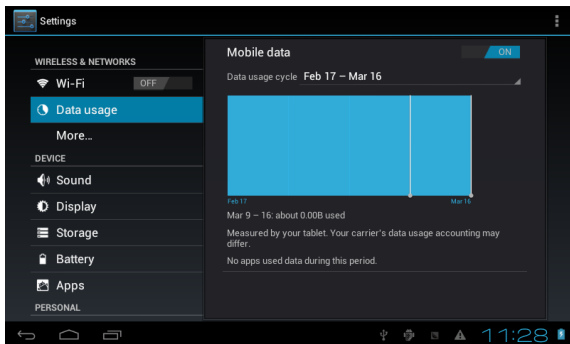 Settings
WIRELESS & NETWORKS
Wi-Fi OFF
Data usage
More...
DEVICE
Sound
Display
Storage
Battery
Apps
PERSONAL
Mobile data ON
Data usage cycle Feb 17 – Mar 16
Feb 17 Mar 16
Mar 9 – 16: about 0.00B used
Measured by your tablet. Your carrier's data usage accounting may
differ.
No apps used data during this period.
11:28